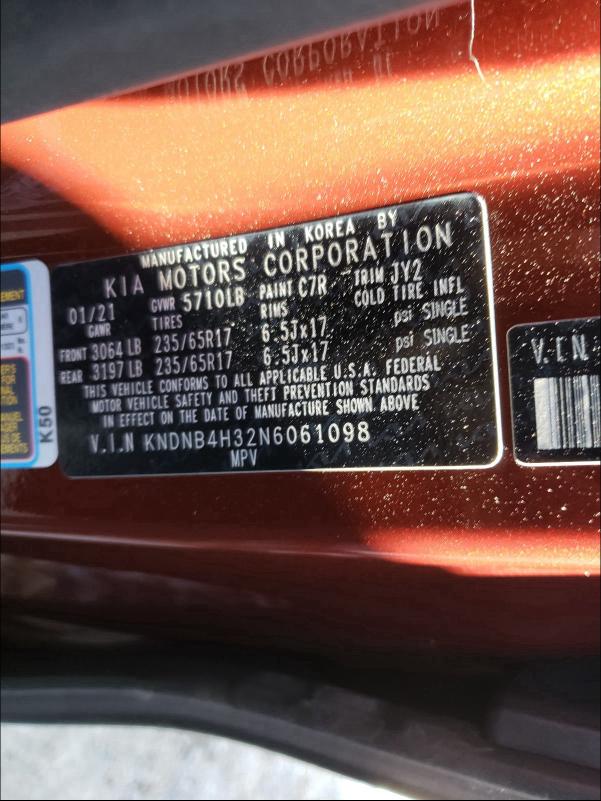 MANUFACTURED IN KOREA BY
KIA MOTORS CORPORATION
01/21 GVWR 5710LB PAINT C7R TRIM JY2
GAWR TIRES RIMS COLD TIRE INFL
FRONT 3064 LB 235/65R17 6.5Jx17 psi SINGLE
REAR 3197 LB 235/65R17 6.5Jx17 psi SINGLE
THIS VEHICLE CONFORMS TO ALL APPLICABLE U.S.A. FEDERAL
MOTOR VEHICLE SAFETY AND THEFT PREVENTION STANDARDS
IN EFFECT ON THE DATE OF MANUFACTURE SHOWN ABOVE
V.I.N KNDNB4H32N6061098
MPV
K50
V.I.N